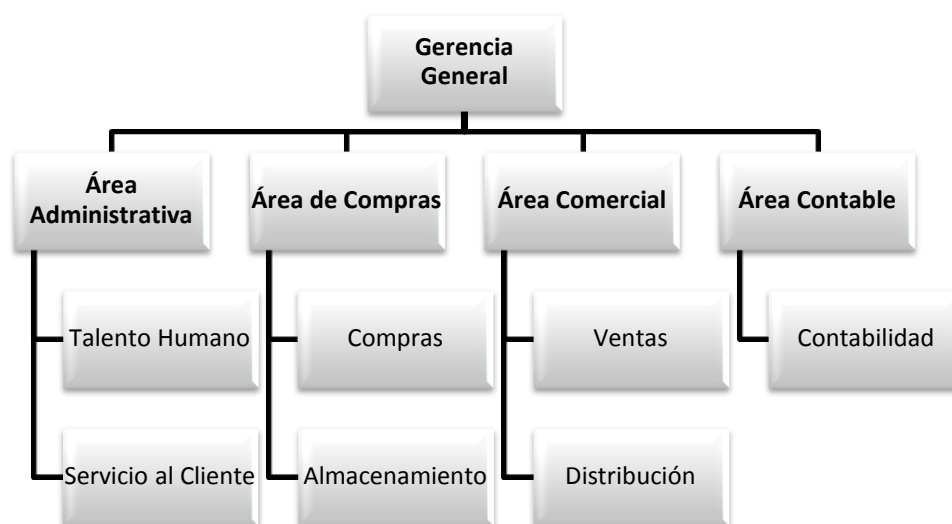 Gerencia
General
Área
Administrativa
Área de Compras
Área Comercial
Área Contable
Talento Humano
Compras
Ventas
Contabilidad
Servicio al Cliente
Almacenamiento
Distribución